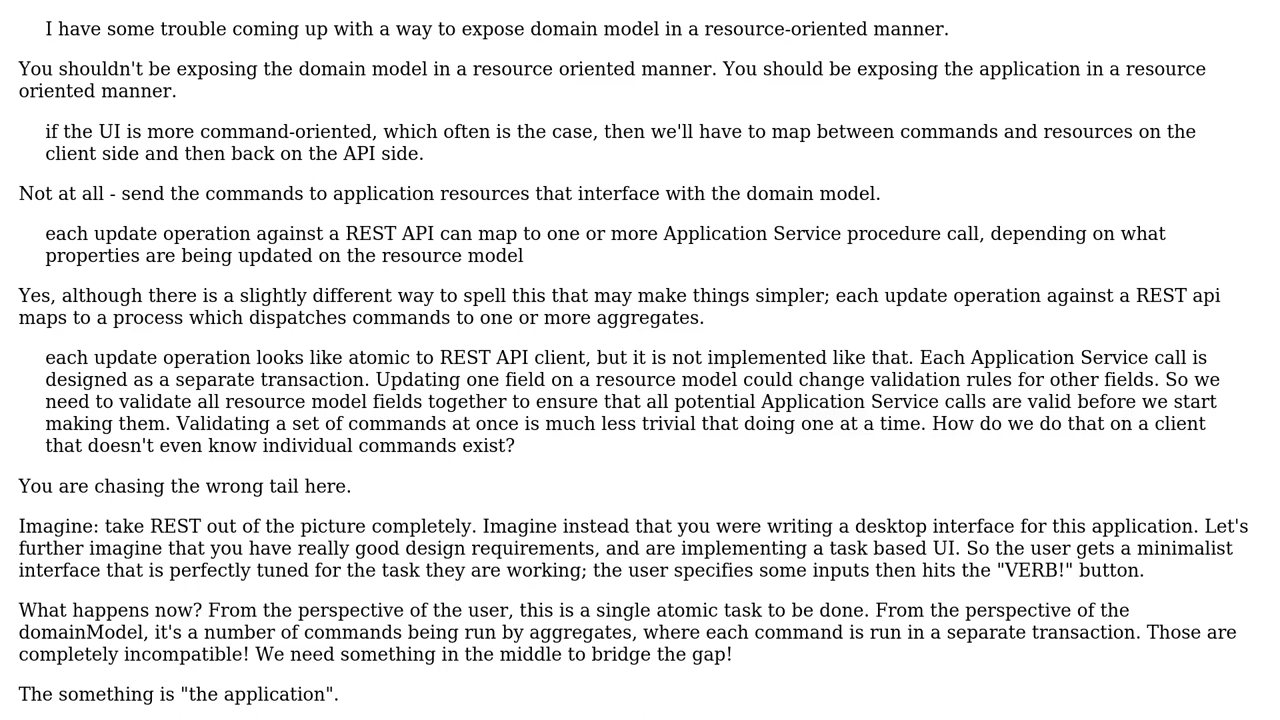 I have some trouble coming up with a way to expose domain model in a resource-oriented manner.
You shouldn't be exposing the domain model in a resource oriented manner. You should be exposing the application in a resource
oriented manner.
if the UI is more command-oriented, which often is the case, then we'll have to map between commands and resources on the
client side and then back on the API side.
Not at all - send the commands to application resources that interface with the domain model.
each update operation against a REST API can map to one or more Application Service procedure call, depending on what
properties are being updated on the resource model
Yes, although there is a slightly different way to spell this that may make things simpler; each update operation against a REST api
maps to a process which dispatches commands to one or more aggregates.
each update operation looks like atomic to REST API client, but it is not implemented like that. Each Application Service call is
designed as a separate transaction. Updating one field on a resource model could change validation rules for other fields. So we
need to validate all resource model fields together to ensure that all potential Application Service calls are valid before we start
making them. Validating a set of commands at once is much less trivial that doing one at a time. How do we do that on a client
that doesn't even know individual commands exist?
You are chasing the wrong tail here.
Imagine: take REST out of the picture completely. Imagine instead that you were writing a desktop interface for this application. Let's
further imagine that you have really good design requirements, and are implementing a task based UI. So the user gets a minimalist
interface that is perfectly tuned for the task they are working; the user specifies some inputs then hits the "VERB!" button.
What happens now? From the perspective of the user, this is a single atomic task to be done. From the perspective of the
domainModel, it's a number of commands being run by aggregates, where each command is run in a separate transaction. Those are
completely incompatible! We need something in the middle to bridge the gap!
The something is "the application".